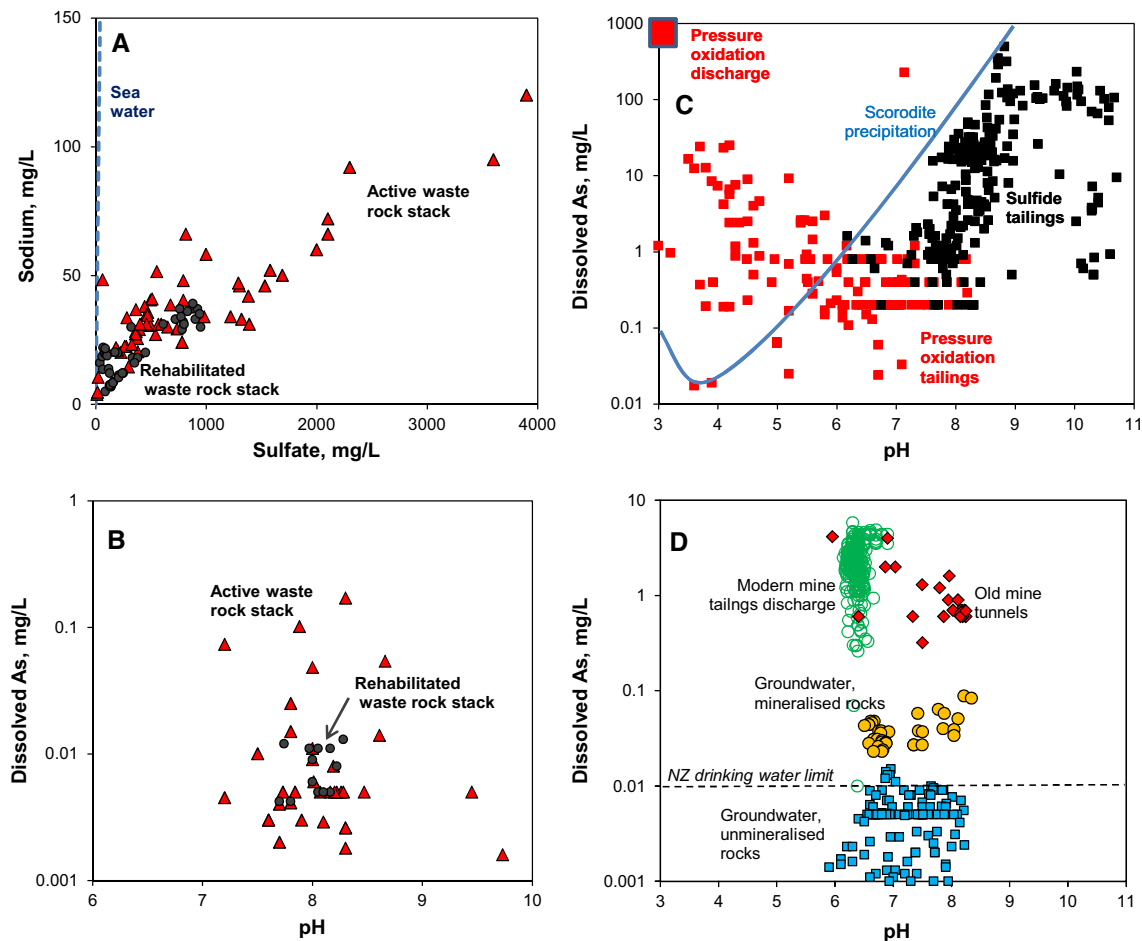 A
150
100
50
0
Sodium, mg/L
Sea
water
Active waste
rock stack
Rehabilitated
waste rock stack
0
1000
2000
3000
4000
Sulfate, mg/L
C
1000
100
10
1
0.1
0.01
Dissolved As, mg/L
Pressure
oxidation
discharge
Scorodite
precipitation
Sulfide
tailings
Pressure
oxidation
tailings
3
4
5
6
7
8
9
10
11
pH
B
1
0.1
0.01
0.001
Dissolved As, mg/L
Active waste
rock stack
Rehabilitated
waste rock stack
6
7
8
9
10
pH
D
10
1
0.1
0.01
0.001
Dissolved As, mg/L
Modern mine
tailngs discharge
Old mine
tunnels
Groundwater,
mineralised rocks
NZ drinking water limit
Groundwater,
unmineralised
rocks
3
4
5
6
7
8
9
10
11
pH